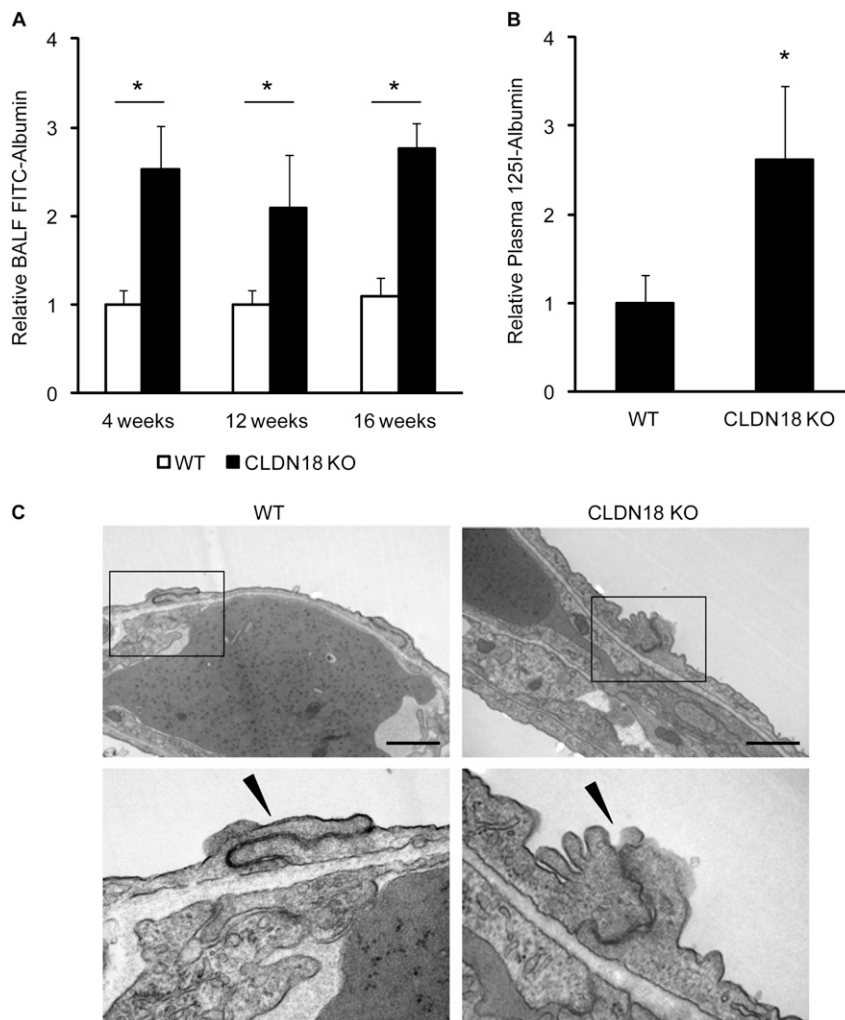 A
Relative BALF FITC-Albumin
4
3
2
1
0
* * *
4 weeks 12 weeks 16 weeks
WT CLDN18 KO
B
Relative Plasma 125I-Albumin
4
3
2
1
0
*
WT CLDN18 KO
C
WT CLDN18 KO